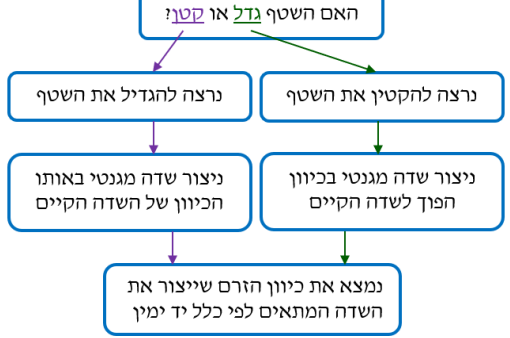 האם השטף גדל או קטן?
נרצה להקטין את השטף
נרצה להגדיל את השטף
ניצור שדה מגנטי בכיוון
הפוך לשדה הקיים
ניצור שדה מגנטי באותו
הכיוון של השדה הקיים
נמצא את כיוון הזרם שייצור את
השדה המתאים לפי כלל יד ימין